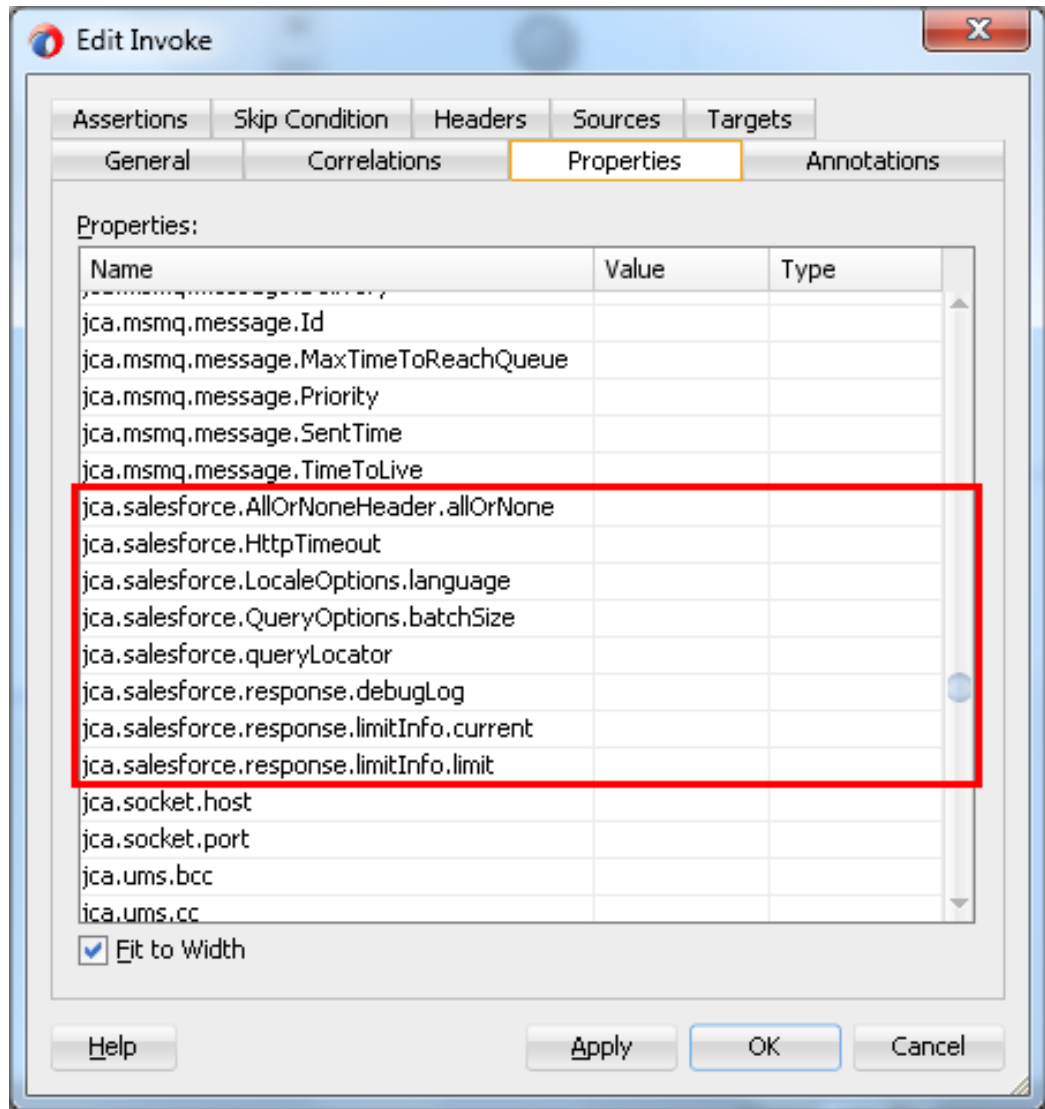 Edit Invoke
Assertions Skip Condition Headers Sources Targets
General Correlations Properties Annotations
Properties:
Name Value Type
jca.msmq.message.Id
jca.msmq.message.MaxTimeToReachQueue
jca.msmq.message.Priority
jca.msmq.message.SentTime
jca.msmq.message.TimeToLive
jca.salesforce.AllOrNoneHeader.allOrNone
jca.salesforce.HttpTimeout
jca.salesforce.LocaleOptions.language
jca.salesforce.QueryOptions.batchSize
jca.salesforce.queryLocator
jca.salesforce.response.debugLog
jca.salesforce.response.limitInfo.current
jca.salesforce.response.limitInfo.limit
jca.socket.host
jca.socket.port
jca.ums.bcc
jca.ums.cc
Fit to Width
Help Apply OK Cancel